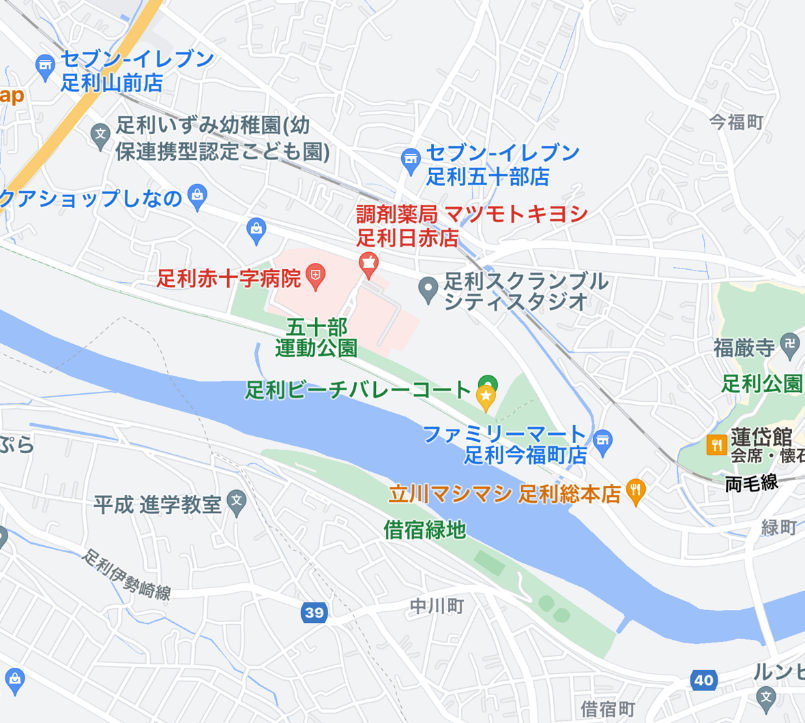 セブン-イレブン
足利山前店
ap
足利いずみ幼稚園(幼
保連携型認定こども園)
今福町
セブン-イレブン
足利五十部店
クアショップしなの
調剤薬局 マツモトキヨシ
足利日赤店
足利赤十字病院
足利スクランブル
シティスタジオ
五十部
運動公園
福厳寺
足利公園
足利ビーチバレーコート
ファミリーマート
足利今福町店
蓮岱館
会席・懐石
ぷら
両毛線
平成 進学教室
立川マシマシ 足利総本店
借宿緑地
緑町
足利伊勢崎線
39
中川町
40
ルンビ
借宿町